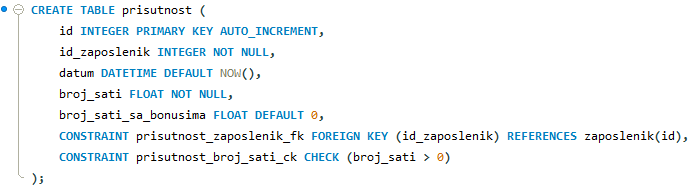 CREATE TABLE prisutnost (
id INTEGER PRIMARY KEY AUTO_INCREMENT,
id_zaposlenik INTEGER NOT NULL,
datum DATETIME DEFAULT NOW(),
broj_sati FLOAT NOT NULL,
broj_sati_sa_bonusima FLOAT DEFAULT 0,
CONSTRAINT prisutnost_zaposlenik_fk FOREIGN KEY (id_zaposlenik) REFERENCES zaposlenik(id),
CONSTRAINT prisutnost_broj_sati_ck CHECK (broj_sati > 0)
);